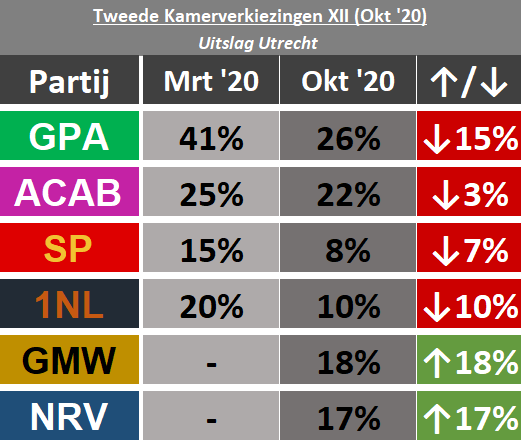 Tweede Kamerverkiezingen XII (Okt '20)
Uitslag Utrecht
Partij Mrt '20 Okt '20 ↑/↓
GPA 41% 26% ↓15%
ACAB 25% 22% ↓3%
SP 15% 8% ↓7%
1NL 20% 10% ↓10%
GMW - 18% ↑18%
NRV - 17% ↑17%